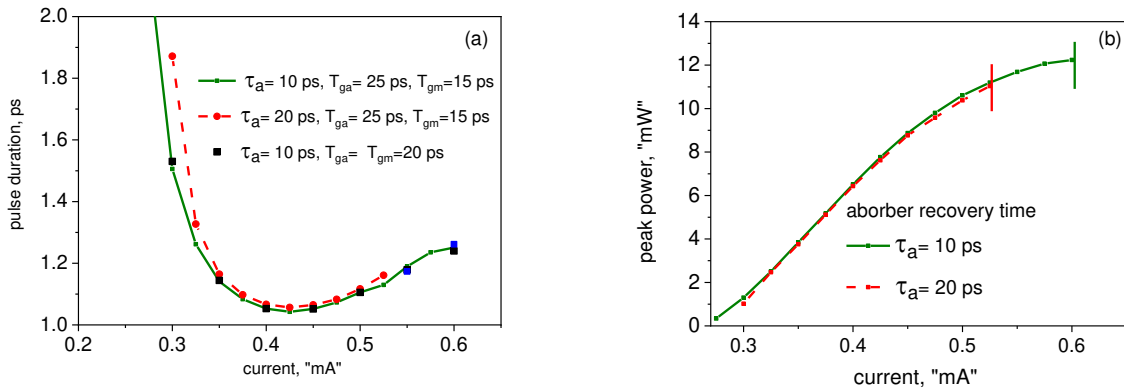 (a)
2.0
1.8
1.6
1.4
1.2
1.0
pulse duration, ps
τa= 10 ps, Tga= 25 ps, Tgm=15 ps
τa= 20 ps, Tga= 25 ps, Tgm=15 ps
τa= 10 ps, Tga= Tgm=20 ps
0.2 0.3 0.4 0.5 0.6
current, "mA"
(b)
14
12
10
8
6
4
2
0
peak power, "mW"
aborber recovery time
τa= 10 ps
τa= 20 ps
0.3 0.4 0.5 0.6
current, "mA"